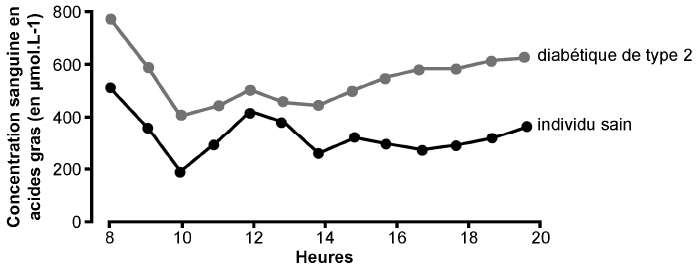 Concentration sanguine en
acides gras (en µmol.L-1)
800
600
400
200
0
diabétique de type 2
individu sain
8 10 12 14 16 18 20
Heures